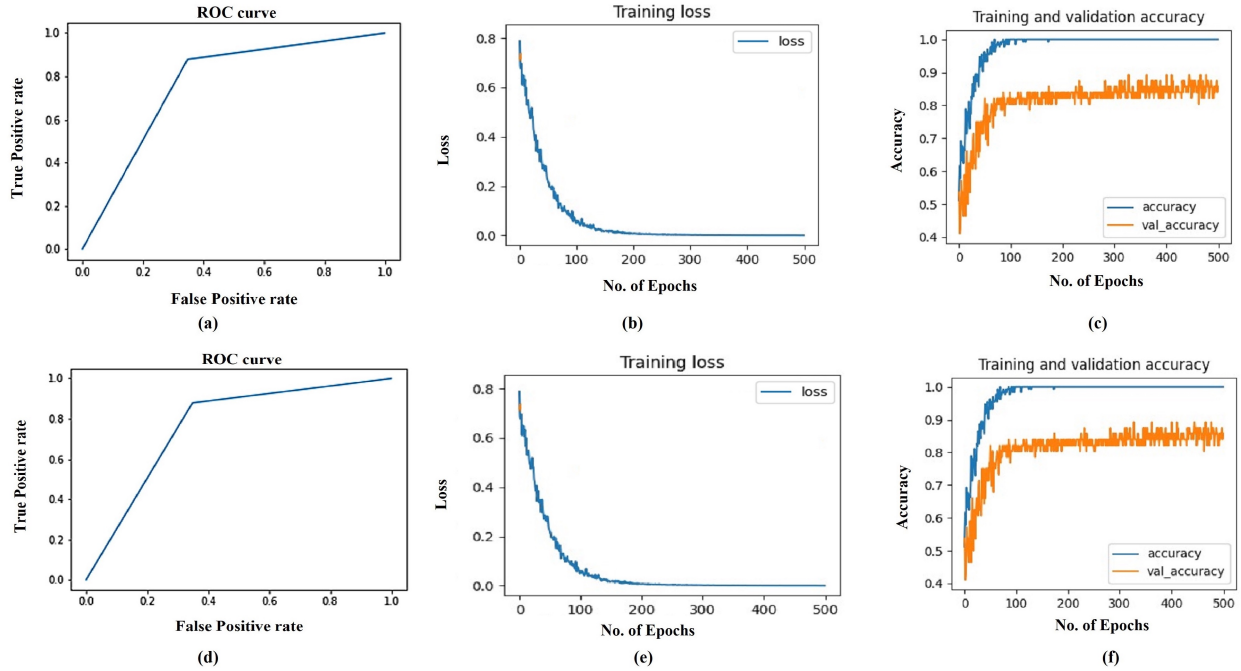 ROC curve
True Positive rate
1.0
0.8
0.6
0.4
0.2
0.0
0.0 0.2 0.4 0.6 0.8 1.0
False Positive rate
(a)
Training loss
loss
Loss
0.8
0.6
0.4
0.2
0.0
0 100 200 300 400 500
No. of Epochs
(b)
Training and validation accuracy
Accuracy
1.0
0.9
0.8
0.7
0.6
0.5
0.4
accuracy
val_accuracy
0 100 200 300 400 500
No. of Epochs
(c)
ROC curve
True Positive rate
1.0
0.8
0.6
0.4
0.2
0.0
0.0 0.2 0.4 0.6 0.8 1.0
False Positive rate
(d)
Training loss
loss
Loss
0.8
0.6
0.4
0.2
0.0
0 100 200 300 400 500
No. of Epochs
(e)
Training and validation accuracy
Accuracy
1.0
0.9
0.8
0.7
0.6
0.5
0.4
accuracy
val_accuracy
0 100 200 300 400 500
No. of Epochs
(f)